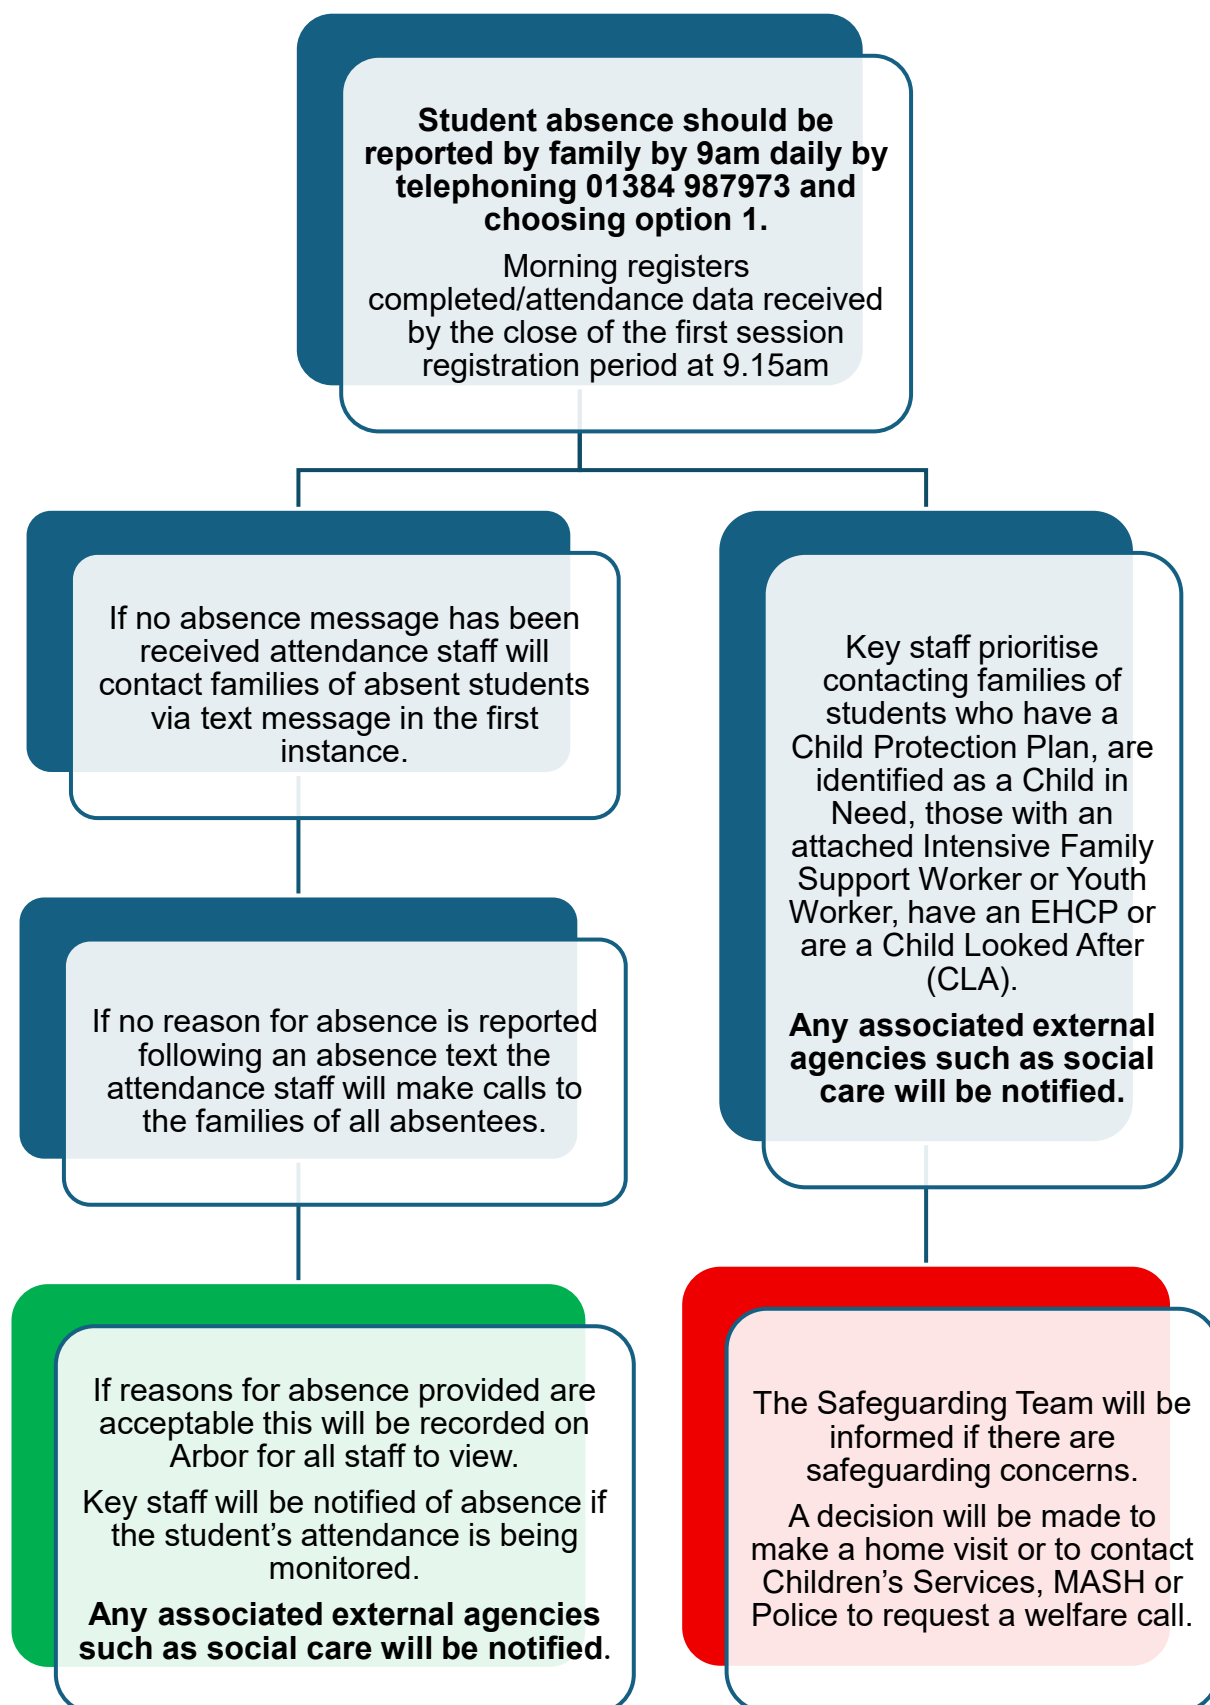 Student absence should be
reported by family by 9am daily by
telephoning 01384 987973 and
choosing option 1.
Morning registers
completed/attendance data received
by the close of the first session
registration period at 9.15am
If no absence message has been
received attendance staff will
contact families of absent students
via text message in the first
instance.
If no reason for absence is reported
following an absence text the
attendance staff will make calls to
the families of all absentees.
If reasons for absence provided are
acceptable this will be recorded on
Arbor for all staff to view.
Key staff will be notified of absence if
the student’s attendance is being
monitored.
Any associated external agencies
such as social care will be notified.
Key staff prioritise
contacting families of
students who have a
Child Protection Plan, are
identified as a Child in
Need, those with an
attached Intensive Family
Support Worker or Youth
Worker, have an EHCP or
are a Child Looked After
(CLA).
Any associated external
agencies such as social
care will be notified.
The Safeguarding Team will be
informed if there are
safeguarding concerns.
A decision will be made to
make a home visit or to contact
Children’s Services, MASH or
Police to request a welfare call.